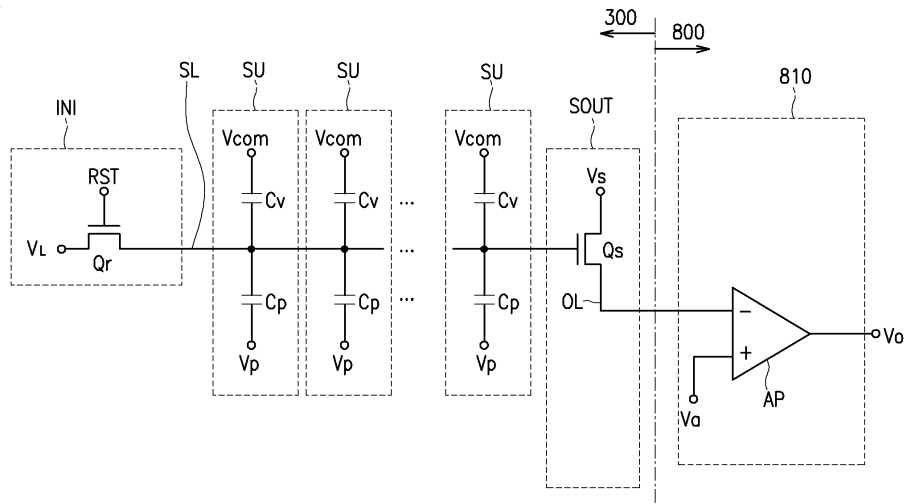 300
800
SL
SU
SU
SU
INI
SOUT
810
Vcom
Vcom
Vcom
RST
Vs
Cv
Cv
...
Cv
VL
Qr
...
Qs
Cp
Cp
...
Cp
OL
Vp
Vp
Vp
−
+
Vo
Va
AP